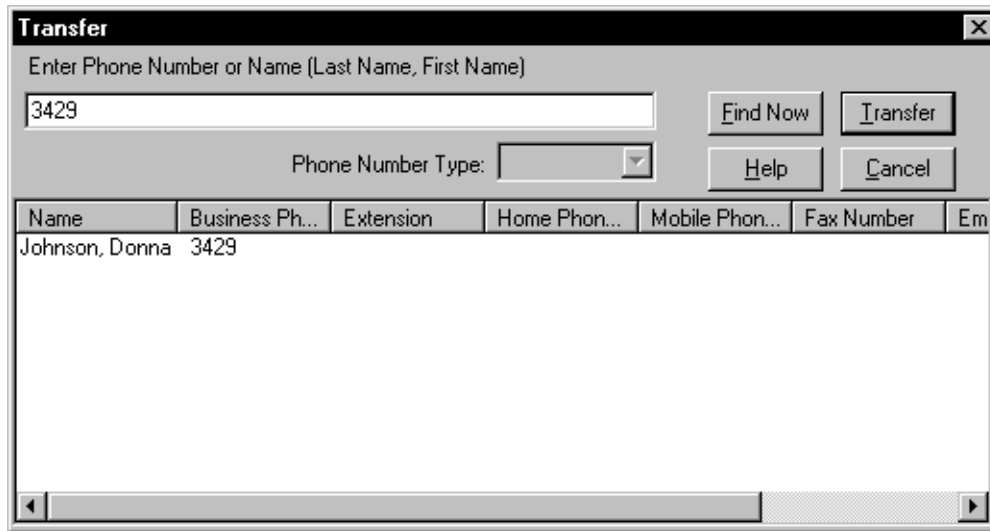 Transfer
Enter Phone Number or Name (Last Name, First Name)
3429
Find Now
Transfer
Phone Number Type:
Help
Cancel
Name Business Ph... Extension Home Phon... Mobile Phon... Fax Number Em
Johnson, Donna 3429